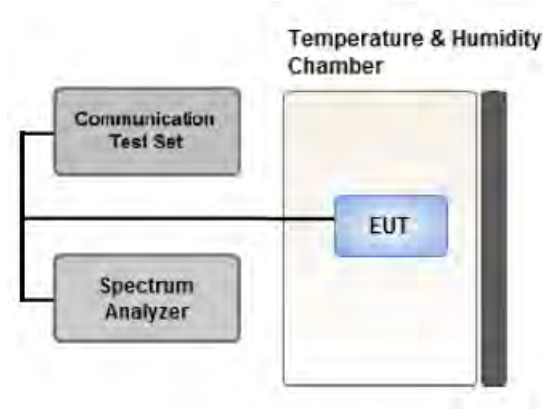 Temperature & Humidity
Chamber
Communication
Test Set
EUT
Spectrum
Analyzer